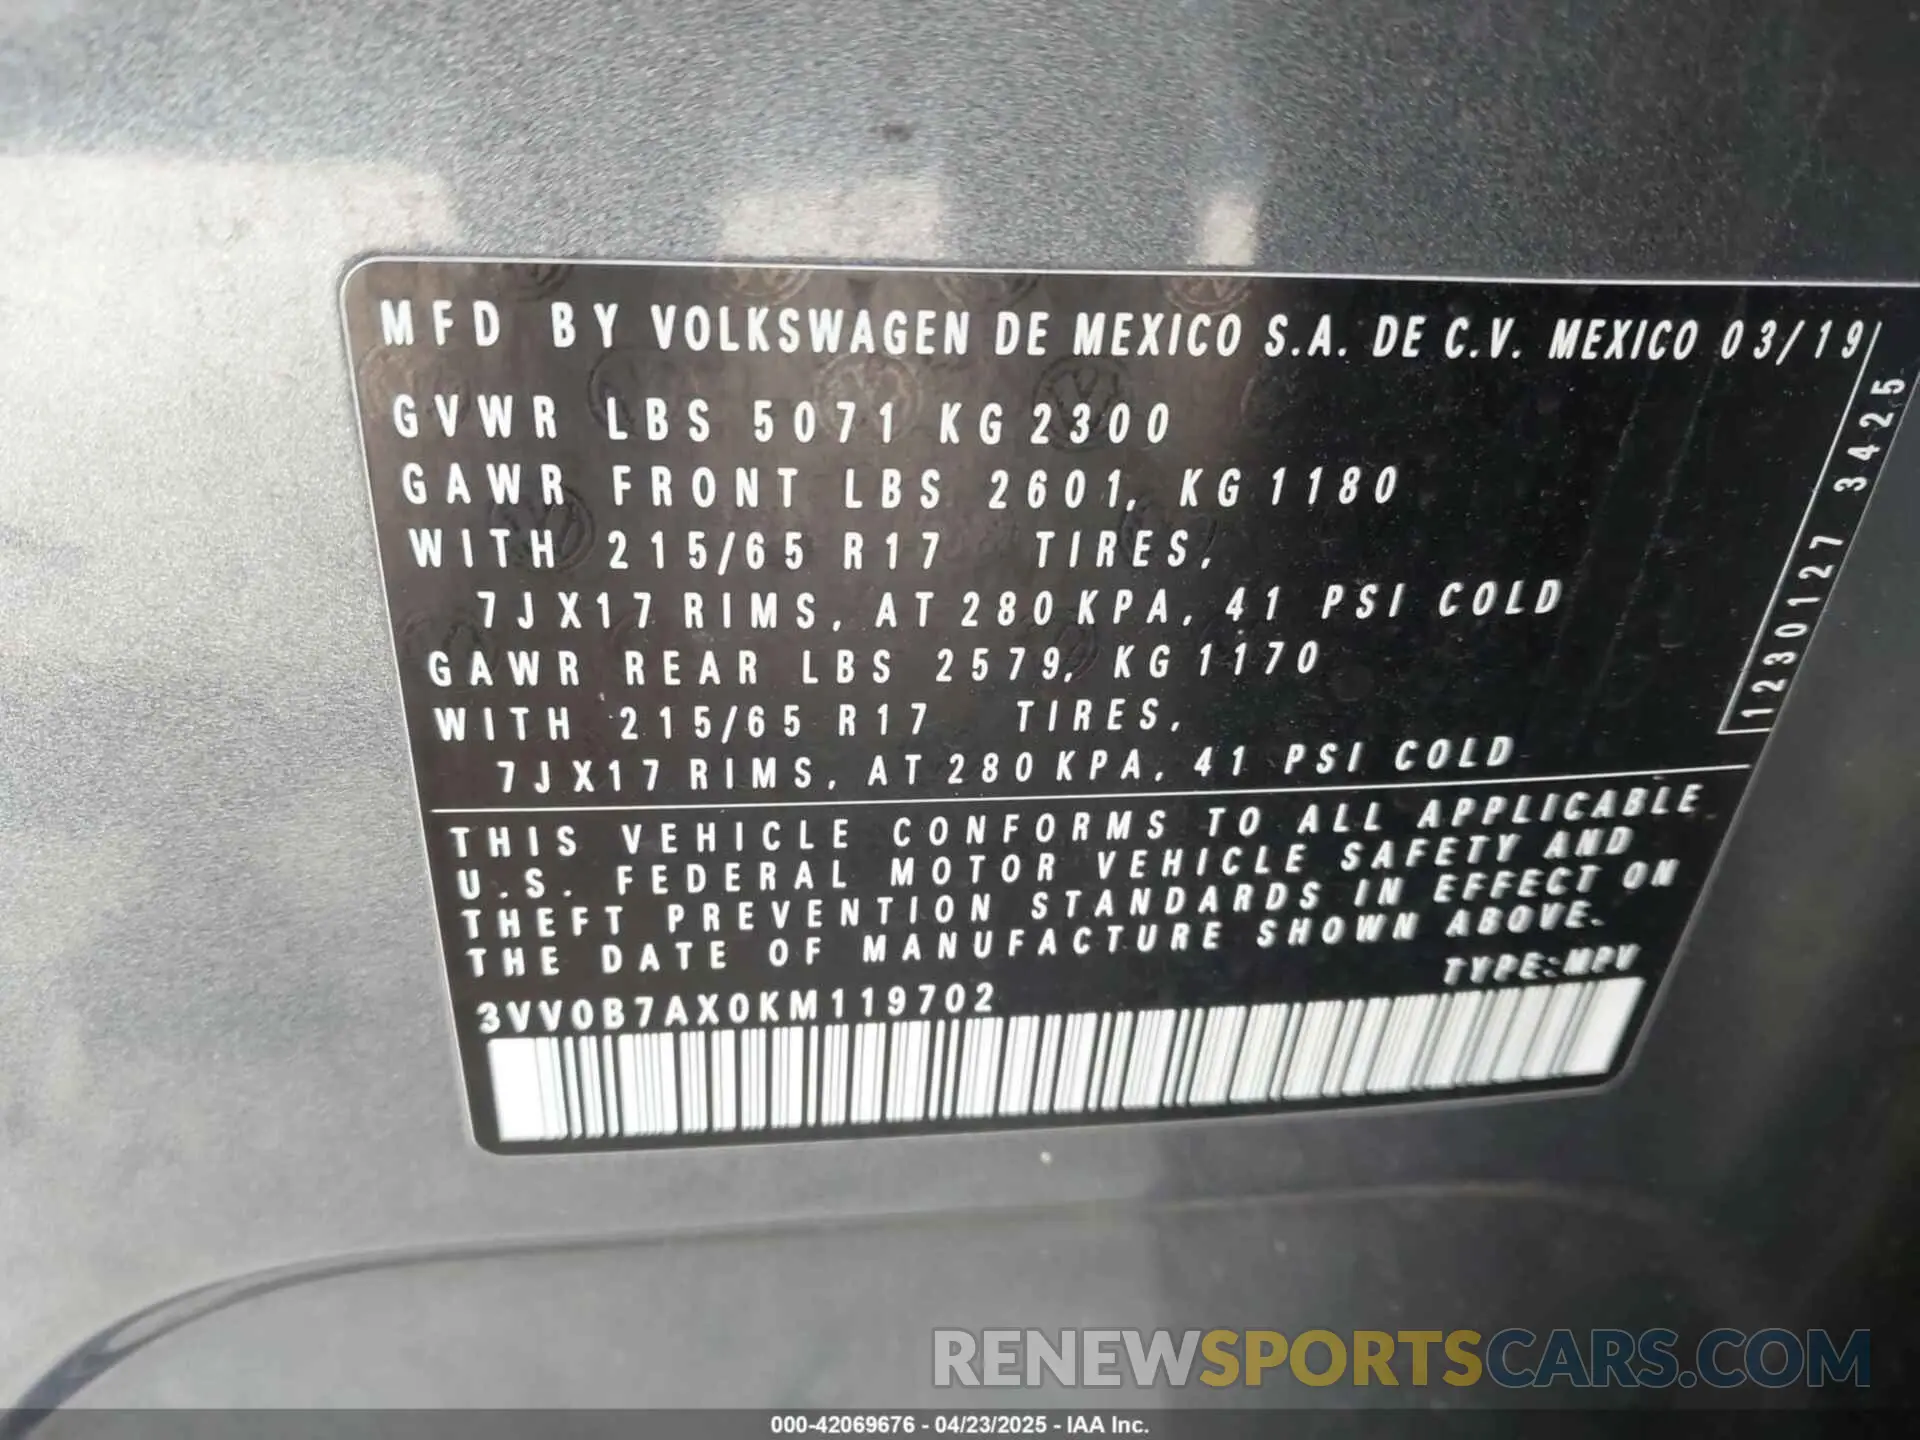 MFD BY VOLKSWAGEN DE MEXICO S.A. DE C.V. MEXICO 03/19
GVWR LBS 5071 KG 2300
GAWR FRONT LBS 2601, KG 1180
WITH 215/65 R17 TIRES,
7JX17 RIMS, AT 280 KPA, 41 PSI COLD
GAWR REAR LBS 2579, KG 1170
WITH 215/65 R17 TIRES,
7JX17 RIMS, AT 280 KPA, 41 PSI COLD
1230127 3425
THIS VEHICLE CONFORMS TO ALL APPLICABLE
U.S. FEDERAL MOTOR VEHICLE SAFETY AND
THEFT PREVENTION STANDARDS IN EFFECT ON
THE DATE OF MANUFACTURE SHOWN ABOVE.
TYPE:MPV
3VV0B7AX0KM119702
RENEWSPORTSCARS.COM
000-42069676 - 04/23/2025 - IAA Inc.